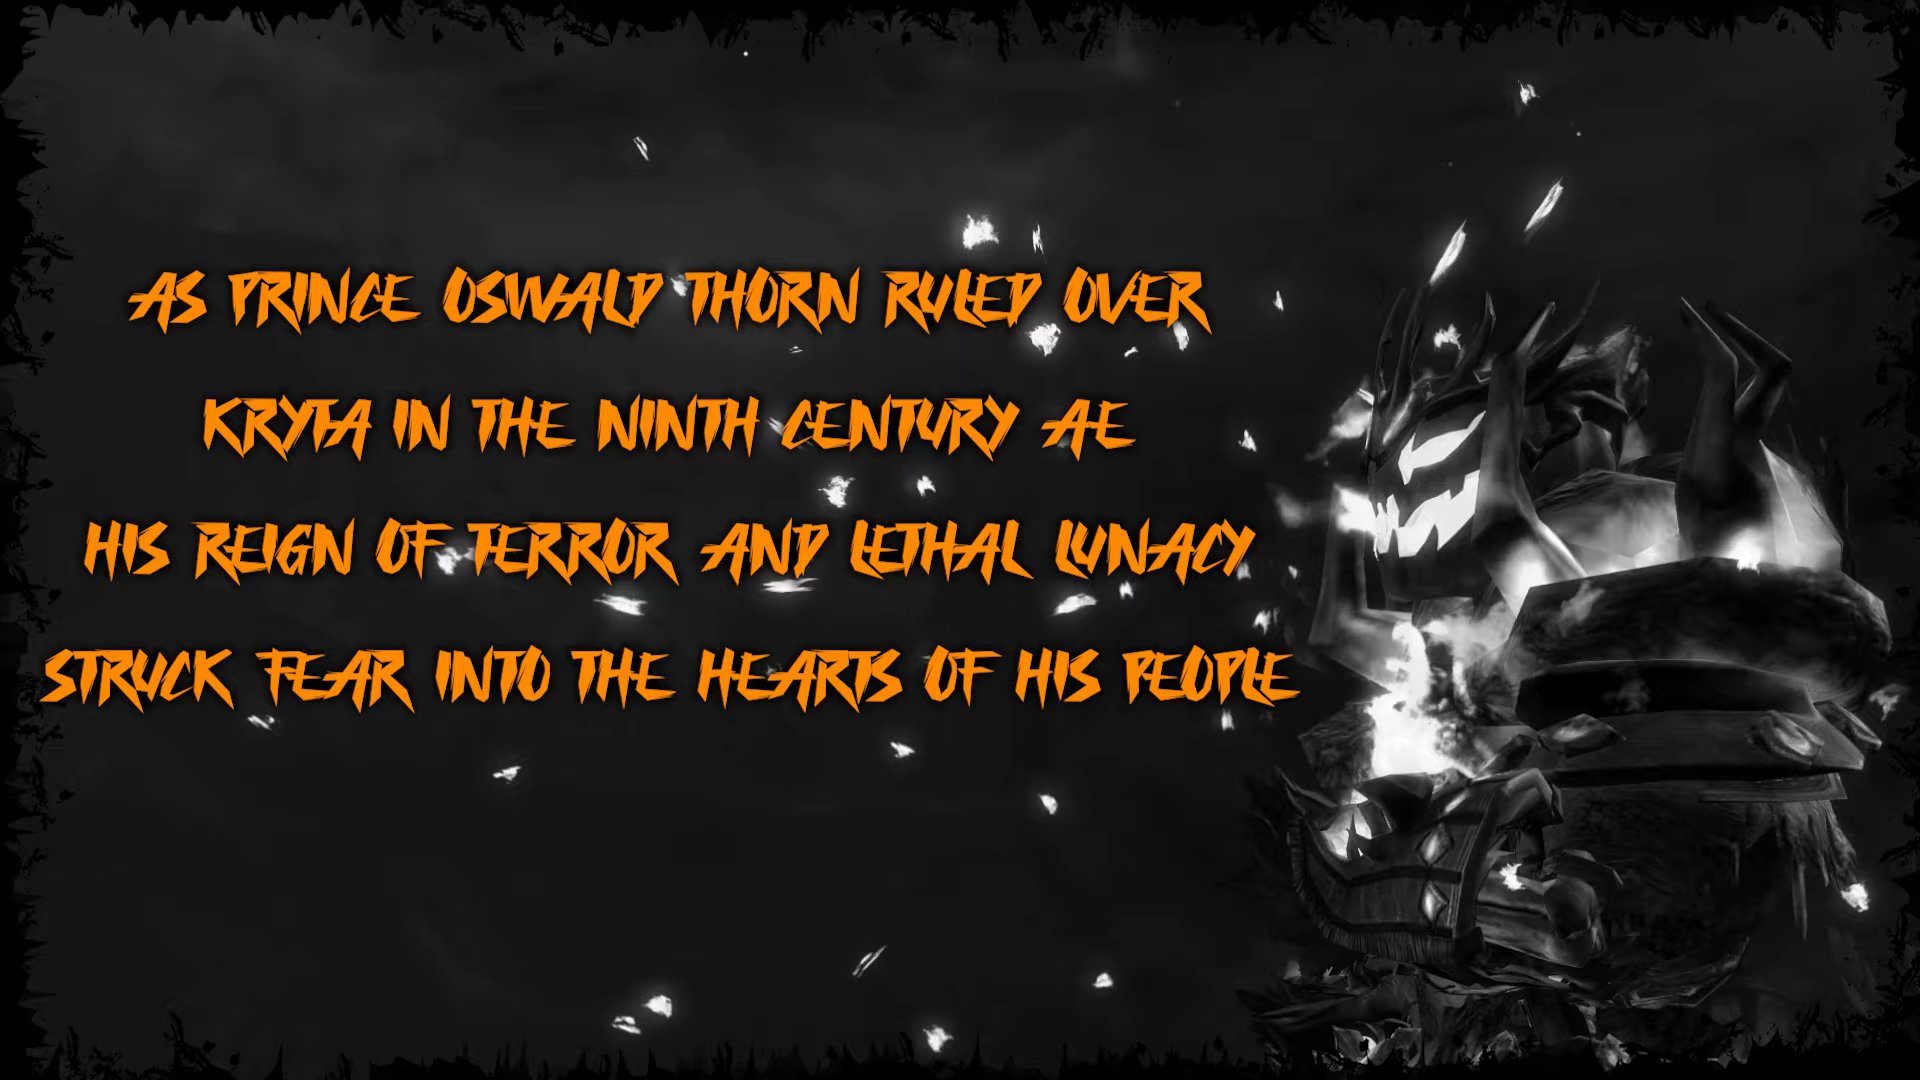 AS PRINCE OSWALD THORN RULED OVER
KRYTA IN THE NINTH CENTURY AE
HIS REIGN OF TERROR AND LETHAL LUNACY
STRUCK FEAR INTO THE HEARTS OF HIS PEOPLE